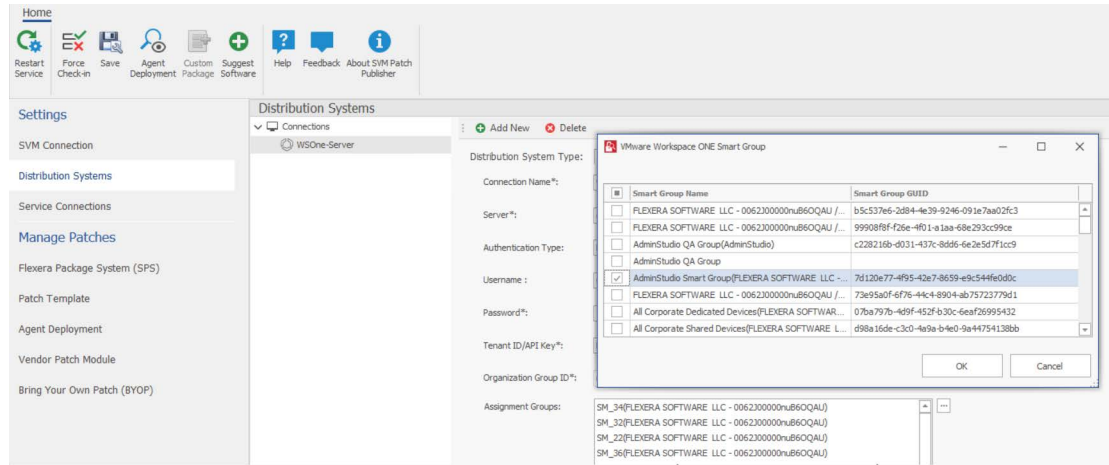 Home
Restart Service
Force Check-in
Save
Agent Deployment
Custom Package
Suggest Software
Help
Feedback
About SVM Patch Publisher
Settings
SVM Connection
Distribution Systems
Service Connections
Manage Patches
Flexera Package System (SPS)
Patch Template
Agent Deployment
Vendor Patch Module
Bring Your Own Patch (BYOP)
Distribution Systems
Connections
WSOne-Server
Add New Delete
Distribution System Type:
Connection Name*:
Server*:
Authentication Type:
Username :
Password*:
Tenant ID/API Key*:
Organization Group ID*:
Assignment Groups:
SM_34(FLEXERA SOFTWARE LLC - 0062J00000nuB6OQAU)
SM_32(FLEXERA SOFTWARE LLC - 0062J00000nuB6OQAU)
SM_22(FLEXERA SOFTWARE LLC - 0062J00000nuB6OQAU)
SM_36(FLEXERA SOFTWARE LLC - 0062J00000nuB6OQAU)
VMware Workspace ONE Smart Group
Smart Group Name Smart Group GUID
FLEXERA SOFTWARE LLC - 0062J00000nuB6OQAU /... b5c537e6-2d84-4e39-9246-091e7aa02fc3
FLEXERA SOFTWARE LLC - 0062J00000nuB6OQAU /... 99908f8f-f26e-4f01-a1aa-68e293cc99ce
AdminStudio QA Group(AdminStudio) c228216b-d031-437c-8dd6-6e2e5d7f1cc9
AdminStudio QA Group
AdminStudio Smart Group(FLEXERA SOFTWARE LLC -... 7d120e77-4f95-42e7-8659-e9c544fe0d0c
FLEXERA SOFTWARE LLC - 0062J00000nuB6OQAU /... 73e95a0f-6f76-44c4-8904-ab75723779d1
All Corporate Dedicated Devices(FLEXERA SOFTWAR... 07ba797b-4d9f-452f-b30c-6eaf26995432
All Corporate Shared Devices(FLEXERA SOFTWARE L... d98a16de-c3c0-4a9a-b4e0-9a44754138bb
OK Cancel